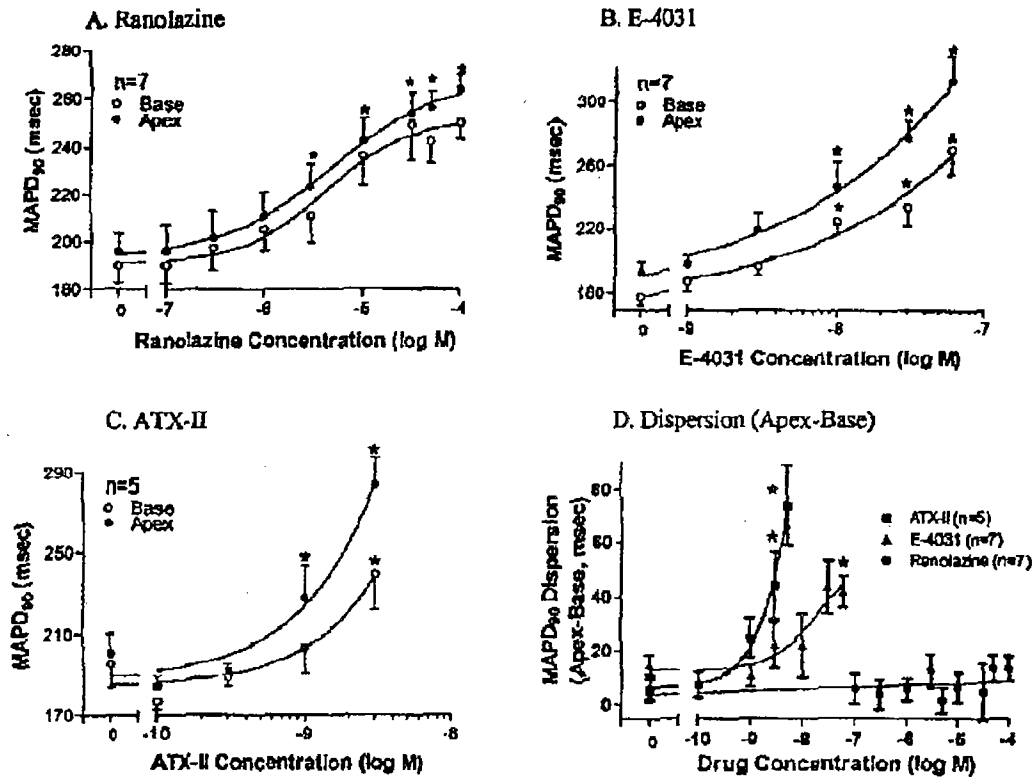 A. Ranolazine
MAPD90 (msec)
280
260
240
220
200
180
n=7
Base
Apex
0 -7 -6 -5 -4
Ranolazine Concentration (log M)
B. E-4031
MAPD90 (msec)
300
260
220
180
n=7
Base
Apex
0 -9 -8 -7
E-4031 Concentration (log M)
C. ATX-II
MAPD90 (msec)
290
250
210
170
n=5
Base
Apex
0 -10 -9 -8
ATX-II Concentration (log M)
D. Dispersion (Apex-Base)
MAPD90 Dispersion
(Apex-Base, msec)
80
60
40
20
0
ATX-II (n=5)
E-4031 (n=7)
Ranolazine (n=7)
0 -10 -9 -8 -7 -6 -5 -4
Drug Concentration (log M)